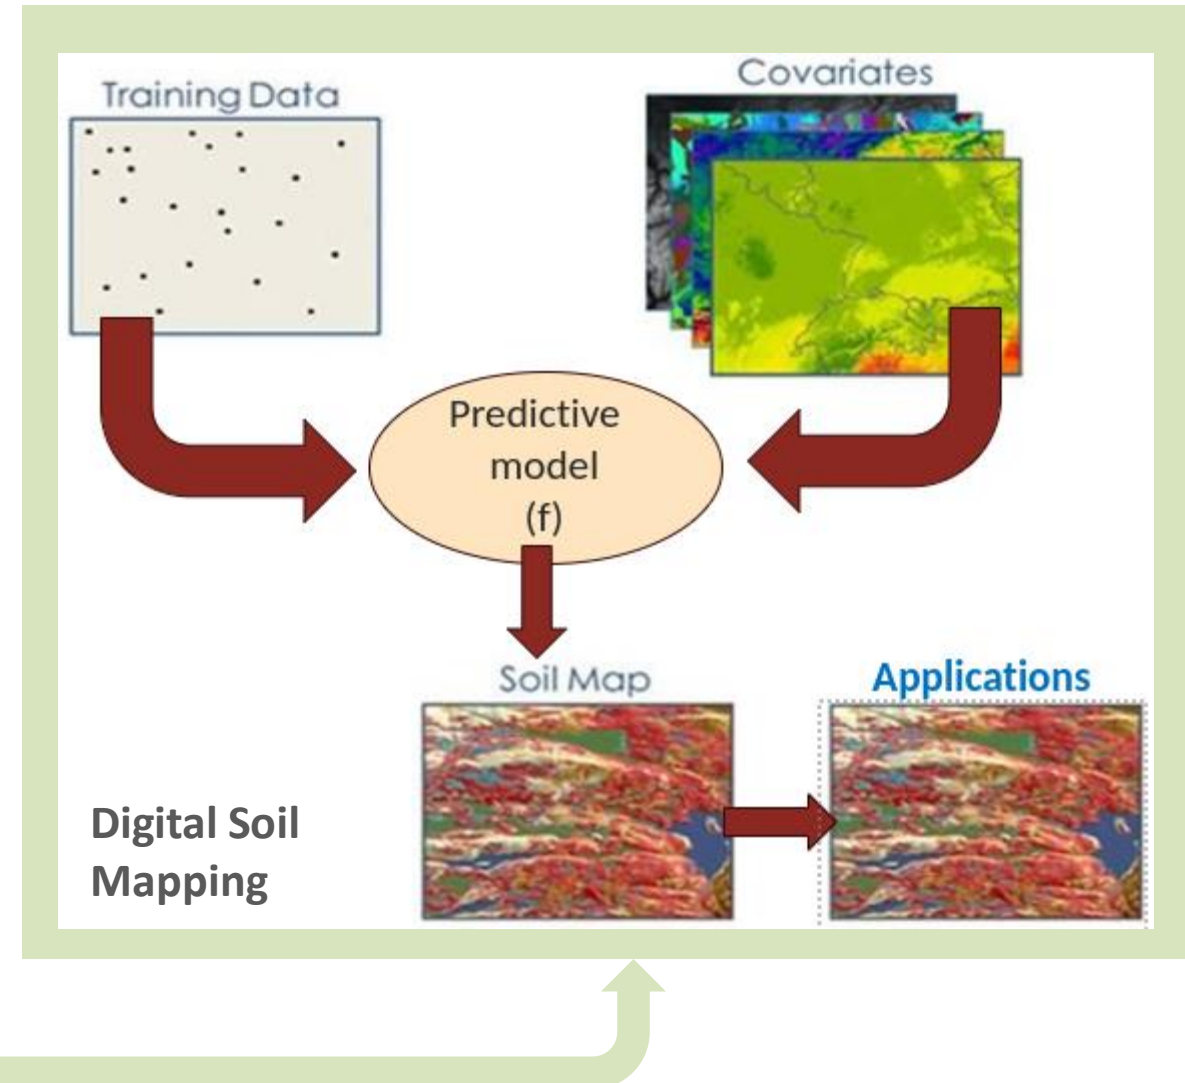 Training Data
Covariates
Predictive
model
(f)
Soil Map
Applications
Digital Soil
Mapping